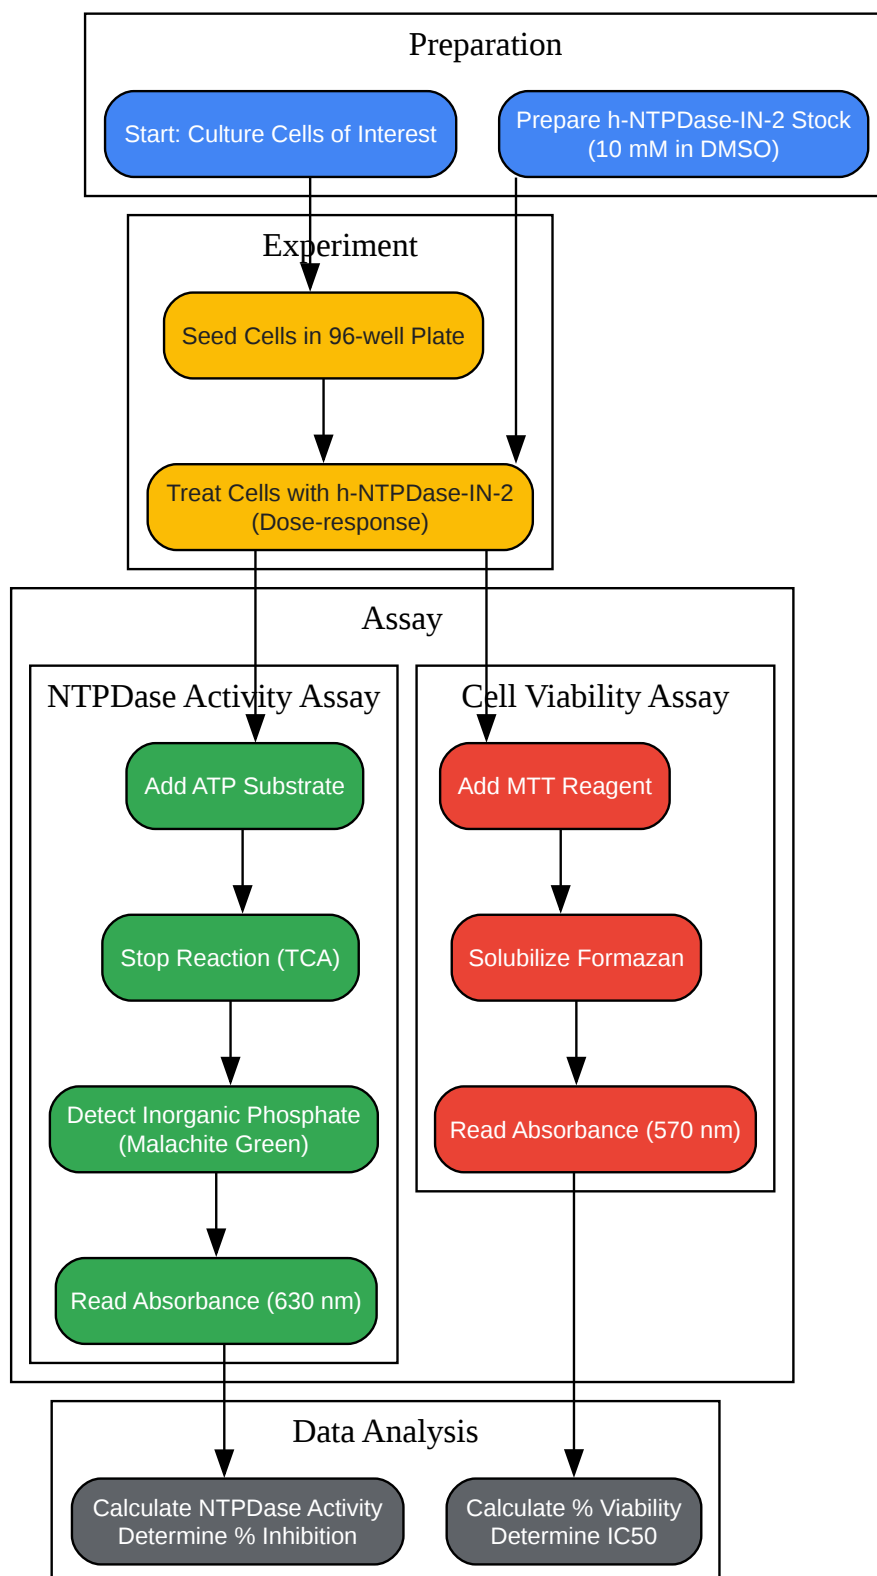 Preparation
Start: Culture Cells of Interest
Prepare h-NTPDase-IN-2 Stock
(10 mM in DMSO)
Experiment
Seed Cells in 96-well Plate
Treat Cells with h-NTPDase-IN-2
(Dose-response)
Assay
NTPDase Activity Assay
Add ATP Substrate
Stop Reaction (TCA)
Detect Inorganic Phosphate
(Malachite Green)
Read Absorbance (630 nm)
Cell Viability Assay
Add MTT Reagent
Solubilize Formazan
Read Absorbance (570 nm)
Data Analysis
Calculate NTPDase Activity
Determine % Inhibition
Calculate % Viability
Determine IC50